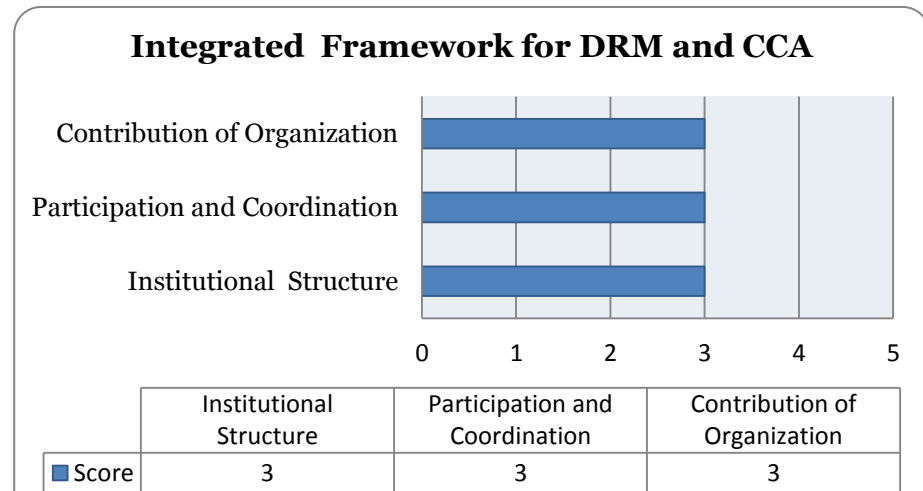 Integrated Framework for DRM and CCA
Contribution of Organization
Participation and Coordination
Institutional Structure
0 1 2 3 4 5
Institutional Structure
Participation and Coordination
Contribution of Organization
Score 3 3 3